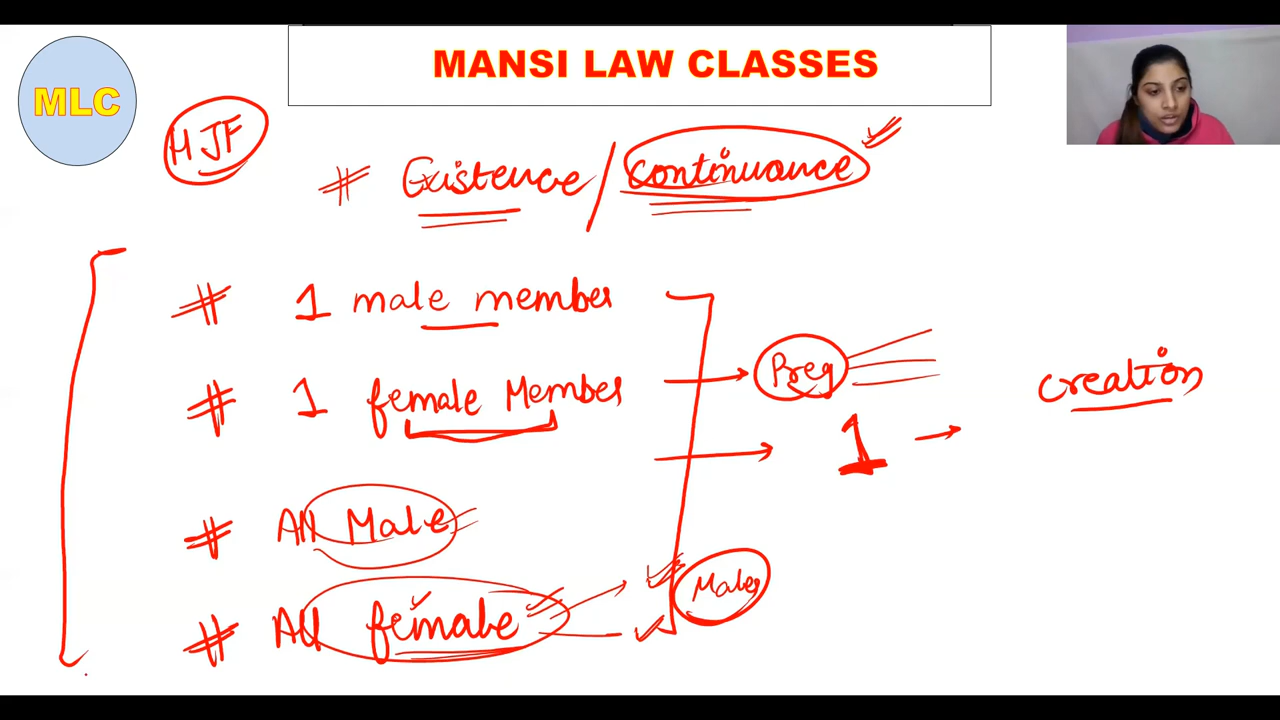 MANSI LAW CLASSES
MLC
HJF
# Existence / continuance
# 1 male member
# 1 female Member
Preg
creation
1
# All Male
# All female
Males